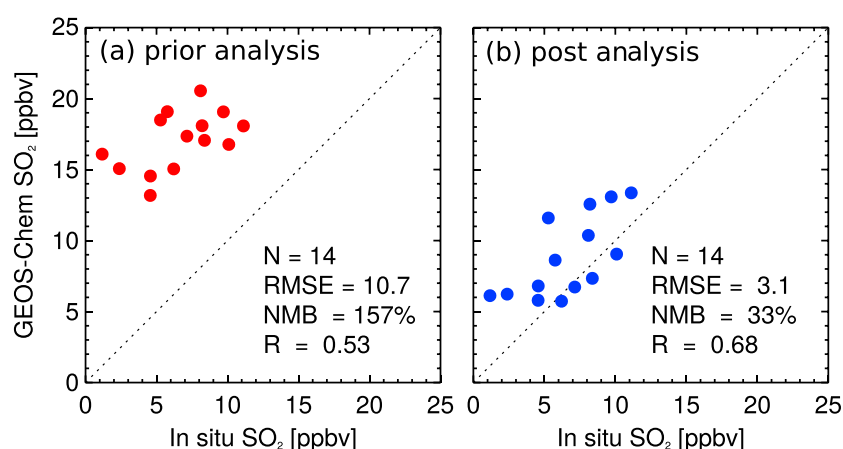 (a) prior analysis
GEOS-Chem SO₂ [ppbv]
25
20
15
10
5
0
N = 14
RMSE = 10.7
NMB = 157%
R = 0.53
0 5 10 15 20 25
In situ SO₂ [ppbv]
(b) post analysis
N = 14
RMSE = 3.1
NMB = 33%
R = 0.68
0 5 10 15 20 25
In situ SO₂ [ppbv]